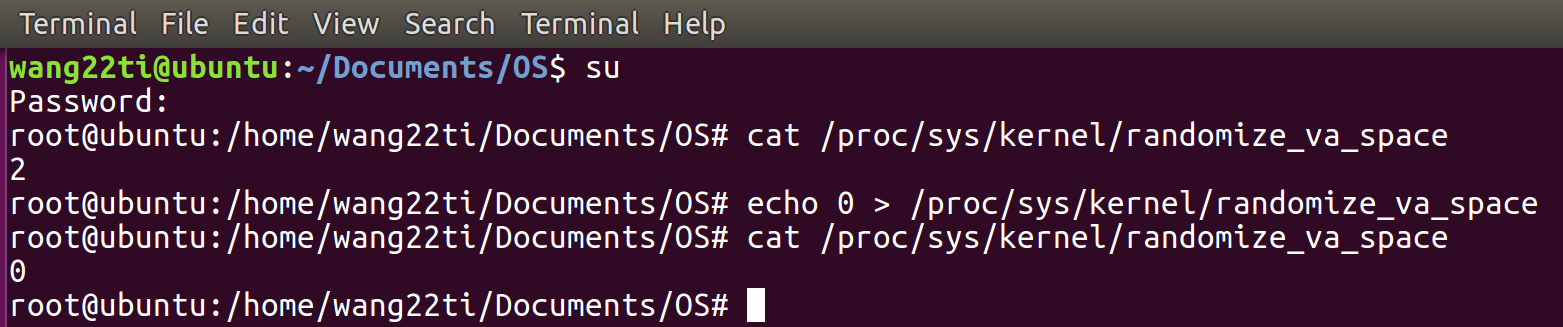 Terminal File Edit View Search Terminal Help
wang22ti@ubuntu:~/Documents/OS$ su
Password:
root@ubuntu:/home/wang22ti/Documents/OS# cat /proc/sys/kernel/randomize_va_space
2
root@ubuntu:/home/wang22ti/Documents/OS# echo 0 > /proc/sys/kernel/randomize_va_space
root@ubuntu:/home/wang22ti/Documents/OS# cat /proc/sys/kernel/randomize_va_space
0
root@ubuntu:/home/wang22ti/Documents/OS#